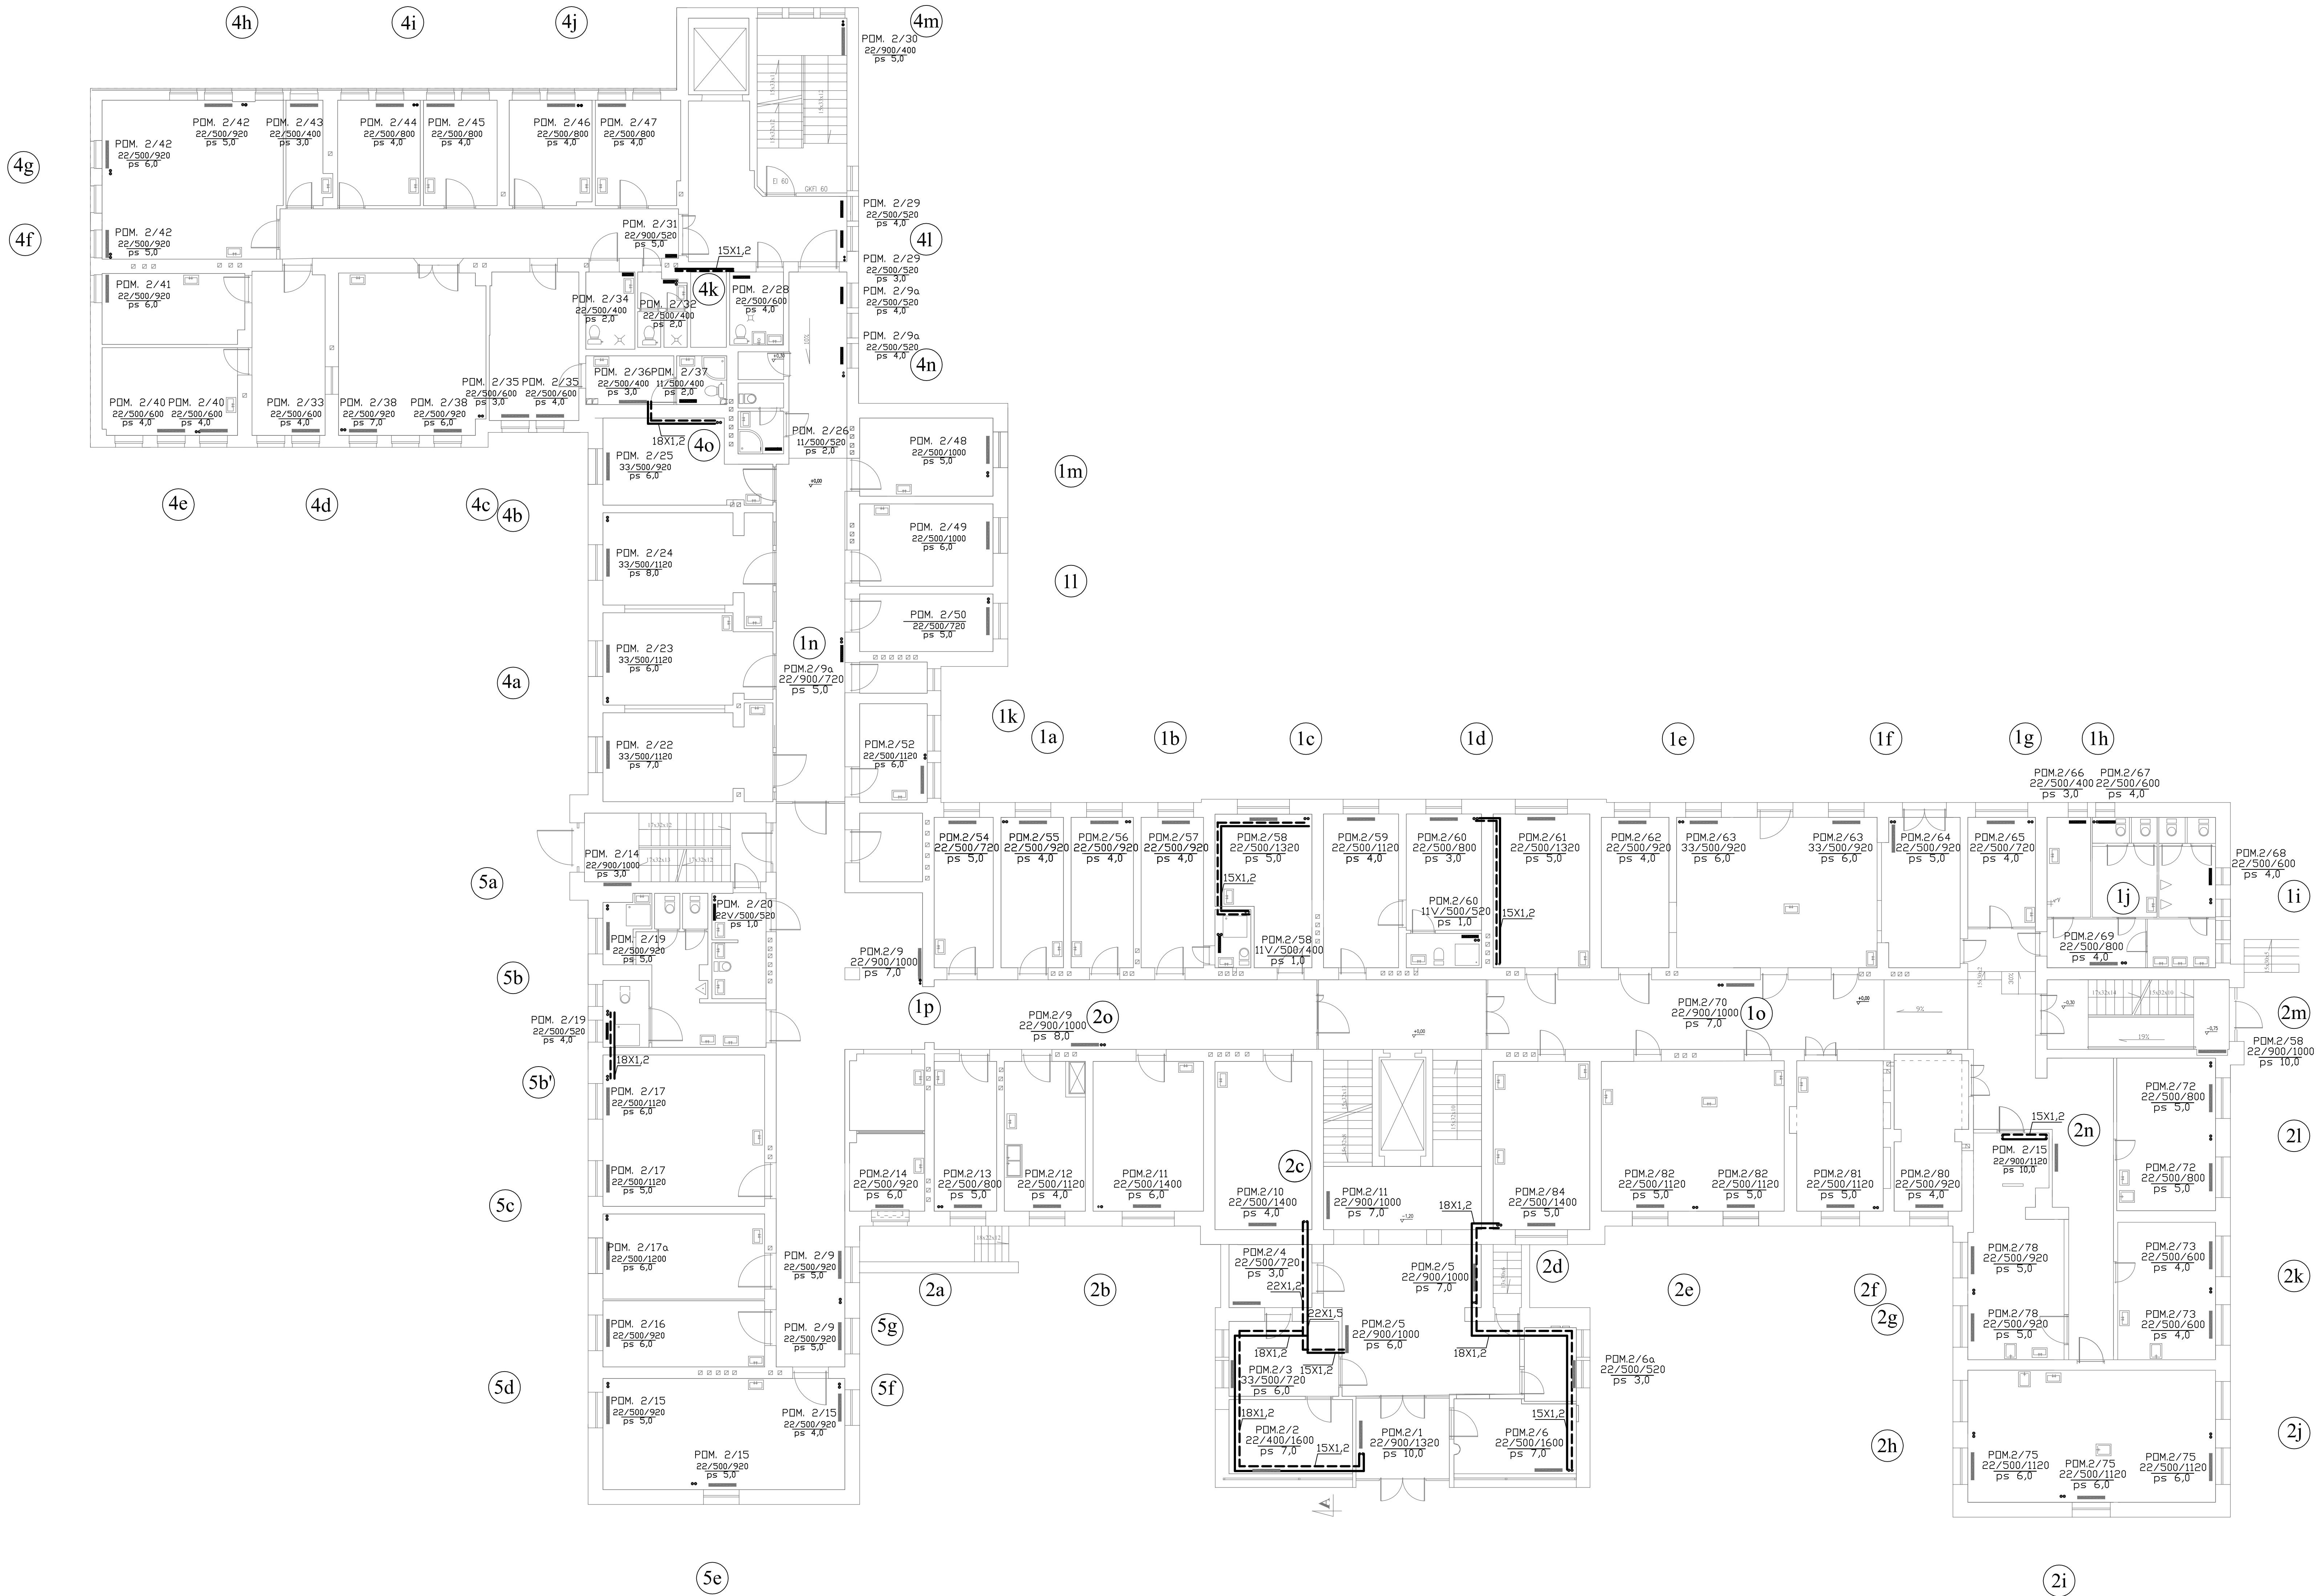 4h
4i
4j
4m
POM. 2/30
22/900/400
ps 5,0
15x33x13
15x33x12
15x32x12
POM. 2/42
22/500/920
ps 5,0
POM. 2/43
22/500/400
ps 3,0
POM. 2/44
22/500/800
ps 4,0
POM. 2/45
22/500/800
ps 4,0
POM. 2/46
22/500/800
ps 4,0
POM. 2/47
22/500/800
ps 4,0
POM. 2/42
22/500/920
ps 6,0
4g
EI 60
GKFI 60
POM. 2/29
22/500/520
ps 4,0
4f
POM. 2/42
22/500/920
ps 5,0
POM. 2/31
22/900/520
ps 5,0
4l
15X1,2
POM. 2/29
22/500/520
ps 3,0
POM. 2/41
22/500/920
ps 6,0
4k
POM. 2/34
22/500/400
ps 2,0
POM. 2/32
22/500/400
ps 2,0
POM. 2/28
22/500/600
ps 4,0
POM. 2/9a
22/500/520
ps 4,0
10%
POM. 2/9a
22/500/520
ps 4,0
4n
+0,30
POM. 2/36
22/500/400
ps 3,0
POM. 2/37
11/500/400
ps 2,0
POM. 2/35
22/500/600
ps 3,0
POM. 2/35
22/500/600
ps 4,0
POM. 2/40
22/500/600
ps 4,0
POM. 2/40
22/500/600
ps 4,0
POM. 2/33
22/500/600
ps 4,0
POM. 2/38
22/500/920
ps 7,0
POM. 2/38
22/500/920
ps 6,0
18X1,2
4o
POM. 2/26
11/500/520
ps 2,0
POM. 2/48
22/500/1000
ps 5,0
1m
POM. 2/25
33/500/920
ps 6,0
±0,00
4e
4d
4c
4b
POM. 2/49
22/500/1000
ps 6,0
POM. 2/24
33/500/1120
ps 8,0
1l
POM. 2/50
22/500/720
ps 5,0
1n
POM. 2/23
33/500/1120
ps 6,0
POM.2/9a
22/900/720
ps 5,0
4a
1k
1a
1b
1c
1d
1e
1f
1g
1h
POM. 2/22
33/500/1120
ps 7,0
POM.2/52
22/500/1120
ps 6,0
POM.2/66
22/500/400
ps 3,0
POM.2/67
22/500/600
ps 4,0
17x32x12
17x32x13
17x32x12
POM. 2/14
22/900/1000
ps 3,0
POM.2/54
22/500/720
ps 5,0
POM.2/55
22/500/920
ps 4,0
POM.2/56
22/500/920
ps 4,0
POM.2/57
22/500/920
ps 4,0
POM.2/58
22/500/1320
ps 5,0
POM.2/59
22/500/1120
ps 4,0
POM.2/60
22/500/800
ps 3,0
POM.2/61
22/500/1320
ps 5,0
POM.2/62
22/500/920
ps 4,0
POM.2/63
33/500/920
ps 6,0
POM.2/63
33/500/920
ps 6,0
POM.2/64
22/500/920
ps 5,0
POM.2/65
22/500/720
ps 4,0
POM.2/68
22/500/600
ps 4,0
5a
15X1,2
1j
1i
POM. 2/20
22V/500/520
ps 1,0
POM.2/60
11V/500/520
ps 1,0
15X1,2
POM. 2/19
22/500/920
ps 5,0
POM.2/9
22/900/1000
ps 7,0
POM.2/58
11V/500/400
ps 1,0
POM.2/69
22/500/800
ps 4,0
5b
1p
15x30x2
30%
15x30x5
POM. 2/19
22/500/520
ps 4,0
POM.2/9
22/900/1000
ps 8,0
2o
±0,00
POM.2/70
22/900/1000
ps 7,0
1o
±0,00
9%
-0,30
17x32x14
15x32x10
19%
-0,75
2m
POM.2/58
22/900/1000
ps 10,0
18X1,2
5b'
POM. 2/17
22/500/1120
ps 6,0
15x32x13
15x32x9
15x32x10
POM.2/72
22/500/800
ps 5,0
15X1,2
2n
2l
POM. 2/15
22/900/1120
ps 10,0
POM. 2/17
22/500/1120
ps 5,0
POM.2/14
22/500/920
ps 6,0
POM.2/13
22/500/800
ps 5,0
POM.2/12
22/500/1120
ps 4,0
POM.2/11
22/500/1400
ps 6,0
2c
POM.2/10
22/500/1400
ps 4,0
POM.2/11
22/900/1000
ps 7,0
-1,20
18X1,2
POM.2/84
22/500/1400
ps 5,0
POM.2/82
22/500/1120
ps 5,0
POM.2/82
22/500/1120
ps 5,0
POM.2/81
22/500/1120
ps 5,0
POM.2/80
22/500/920
ps 4,0
POM.2/72
22/500/800
ps 5,0
5c
18x32x12
POM. 2/17a
22/500/1200
ps 6,0
POM. 2/9
22/500/920
ps 5,0
POM.2/4
22/500/720
ps 3,0
22X1,2
POM.2/5
22/900/1000
ps 7,0
2d
POM.2/78
22/500/920
ps 5,0
POM.2/73
22/500/600
ps 4,0
2a
2b
2e
2f
2k
22X1,5
POM. 2/16
22/500/920
ps 6,0
POM. 2/9
22/500/920
ps 5,0
5g
POM.2/5
22/900/1000
ps 6,0
2g
POM.2/78
22/500/920
ps 5,0
POM.2/73
22/500/600
ps 4,0
18X1,2
18X1,2
15X1,2
POM.2/3
33/500/720
ps 6,0
POM.2/6a
22/500/520
ps 3,0
5d
5f
POM. 2/15
22/500/920
ps 5,0
POM. 2/15
22/500/920
ps 4,0
18X1,2
POM.2/2
22/400/1600
ps 7,0
15X1,2
POM.2/1
22/900/1320
ps 10,0
15X1,2
POM.2/6
22/500/1600
ps 7,0
2h
2j
POM. 2/15
22/500/920
ps 5,0
POM.2/75
22/500/1120
ps 6,0
POM.2/75
22/500/1120
ps 6,0
POM.2/75
22/500/1120
ps 6,0
A
5e
2i